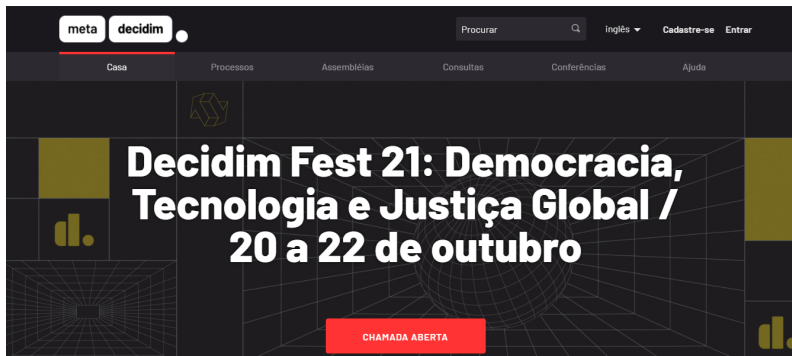 meta decidim
Procurar
inglês
Cadastre-se Entrar
Casa Processos Assembléias Consultas Conferências Ajuda
Decidim Fest 21: Democracia,
Tecnologia e Justiça Global /
20 a 22 de outubro
d.
d.
CHAMADA ABERTA